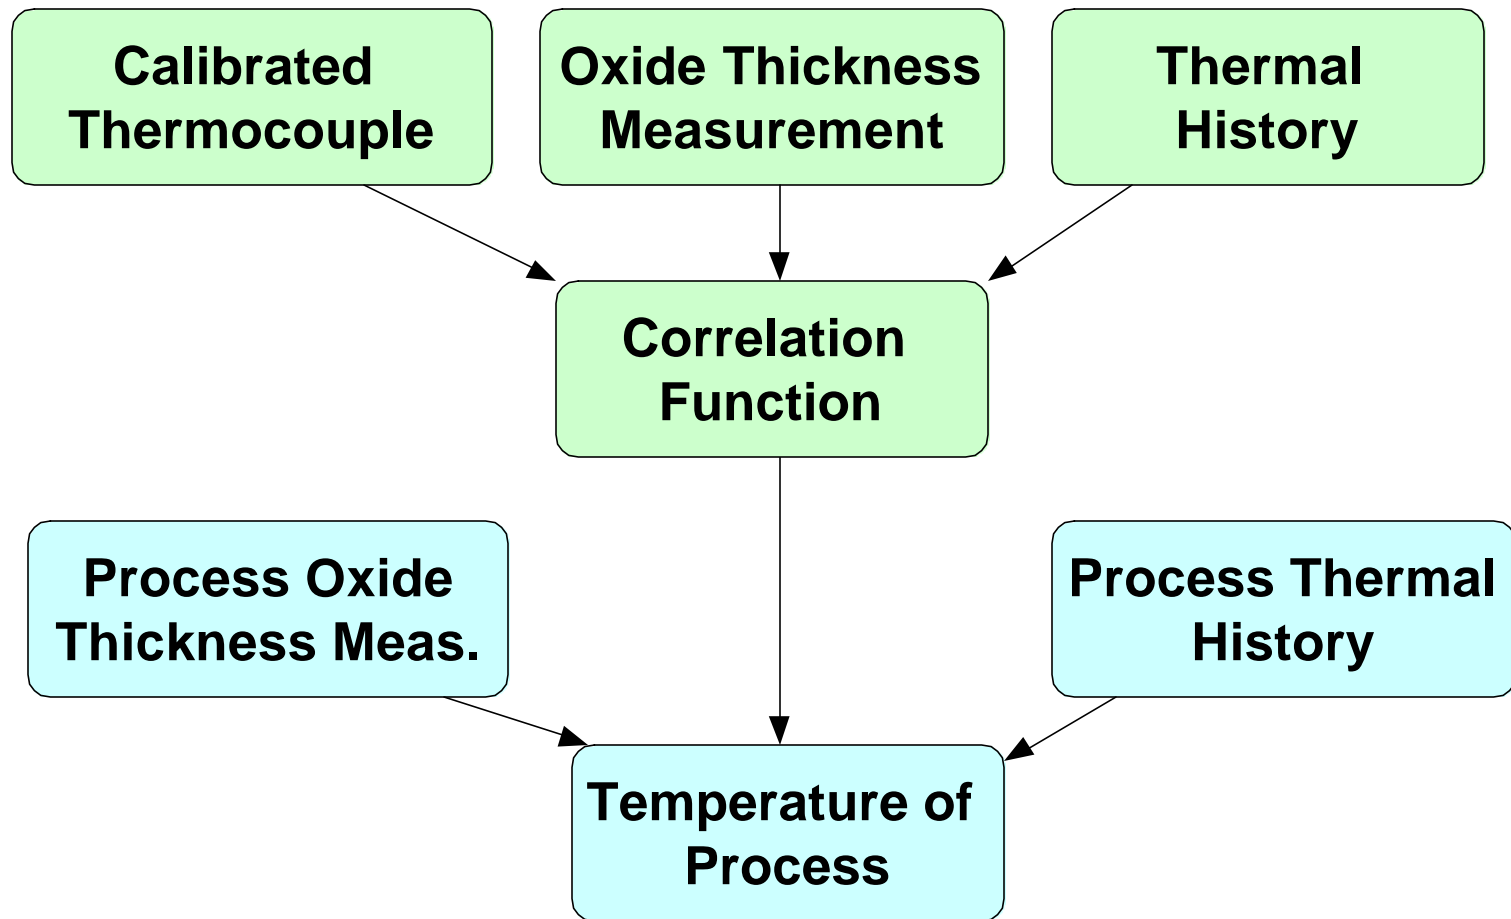 Calibrated
Thermocouple
Oxide Thickness
Measurement
Thermal
History
Correlation
Function
Process Oxide
Thickness Meas.
Process Thermal
History
Temperature of
Process